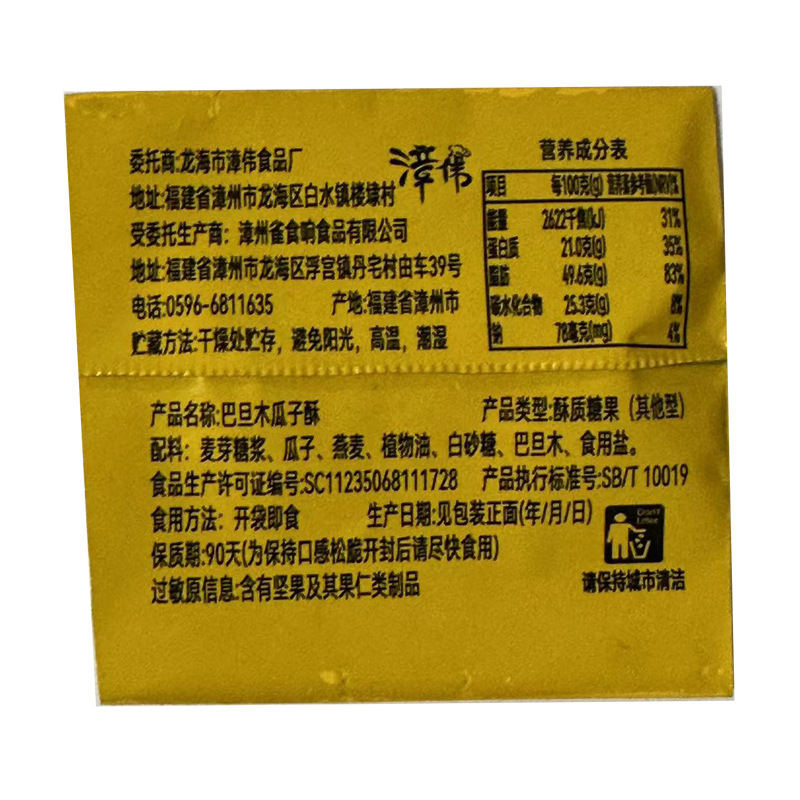 委托商:龙海市漳伟食品厂
地址:福建省漳州市龙海区白水镇楼埭村
受委托生产商：漳州雀食响食品有限公司
地址:福建省漳州市龙海区浮宫镇丹宅村由车39号
电话:0596-6811635 产地:福建省漳州市
贮藏方法:干燥处贮存，避免阳光，高温，潮湿
漳伟
营养成分表
项目 每100克(g) 营养素参考值(NRV)%
能量 2622千焦(kJ) 31%
蛋白质 21.0克(g) 35%
脂肪 49.6克(g) 83%
碳水化合物 25.3克(g) 8%
钠 78毫克(mg) 4%
产品名称:巴旦木瓜子酥 产品类型:酥质糖果（其他型）
配料：麦芽糖浆、瓜子、燕麦、植物油、白砂糖、巴旦木、食用盐。
食品生产许可证编号:SC11235068111728 产品执行标准号:SB/T 10019
食用方法：开袋即食 生产日期:见包装正面(年/月/日)
保质期:90天(为保持口感松脆开封后请尽快食用)
过敏原信息:含有坚果及其果仁类制品
请保持城市清洁